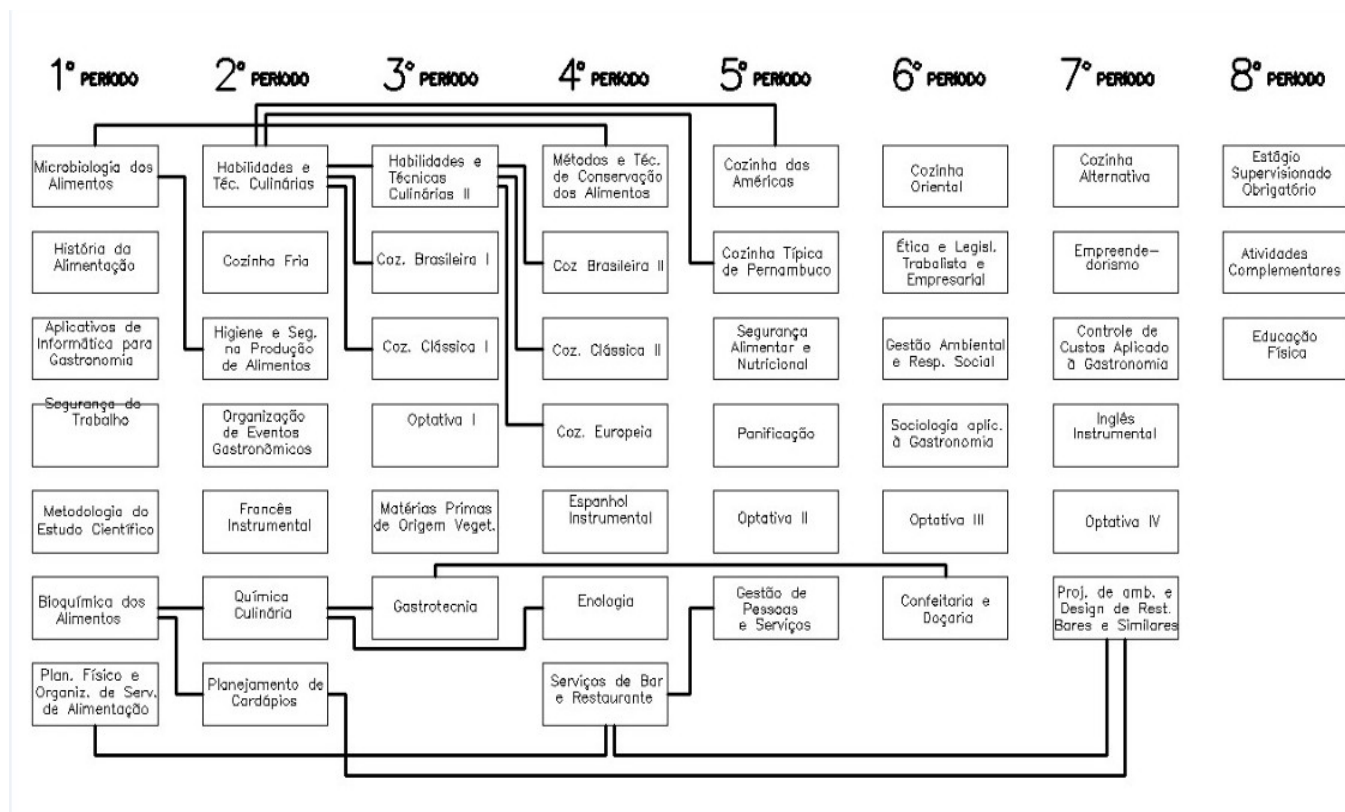 1º PERÍODO
2º PERÍODO
3º PERÍODO
4º PERÍODO
5º PERÍODO
6º PERÍODO
7º PERÍODO
8º PERÍODO
Microbiologia dos
Alimentos
Habilidades e
Téc. Culinárias
Habilidades e
Técnicas
Culinárias II
Métodos e Téc.
de Conservação
dos Alimentos
Cozinha das
Américas
Cozinha
Oriental
Cozinha
Alternativa
Estágio
Supervisionado
Obrigatório
História da
Alimentação
Cozinha Fria
Coz. Brasileira I
Coz Brasileira II
Cozinha Típica
de Pernambuco
Ética e Legisl.
Trabalista e
Empresarial
Empreende-
dorismo
Atividades
Complementares
Aplicativos de
Informática para
Gastronomia
Higiene e Seg.
na Produção
de Alimentos
Coz. Clássica I
Coz. Clássica II
Segurança
Alimentar e
Nutricional
Gestão Ambiental
e Resp. Social
Controle de
Custos Aplicado
à Gastronomia
Educação
Física
Segurança do
Trabalho
Organização
de Eventos
Gastronômicos
Optativa I
Coz. Europeia
Panificação
Sociologia aplic.
à Gastronomia
Inglês
Instrumental
Metodologia do
Estudo Científico
Francês
Instrumental
Matérias Primas
de Origem Veget.
Espanhol
Instrumental
Optativa II
Optativa III
Optativa IV
Bioquímica dos
Alimentos
Química
Culinária
Gastrotecnia
Enologia
Gestão de
Pessoas
e Serviços
Confeitaria e
Doçaria
Proj. de amb. e
Design de Rest.
Bares e Similares
Plan. Físico e
Organiz. de Serv.
de Alimentação
Planejamento de
Cardápios
Serviços de Bar
e Restaurante